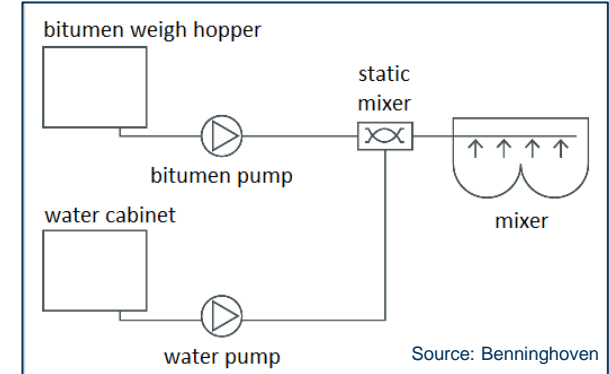 bitumen weigh hopper
static
mixer
bitumen pump
water cabinet
mixer
water pump
Source: Benninghoven